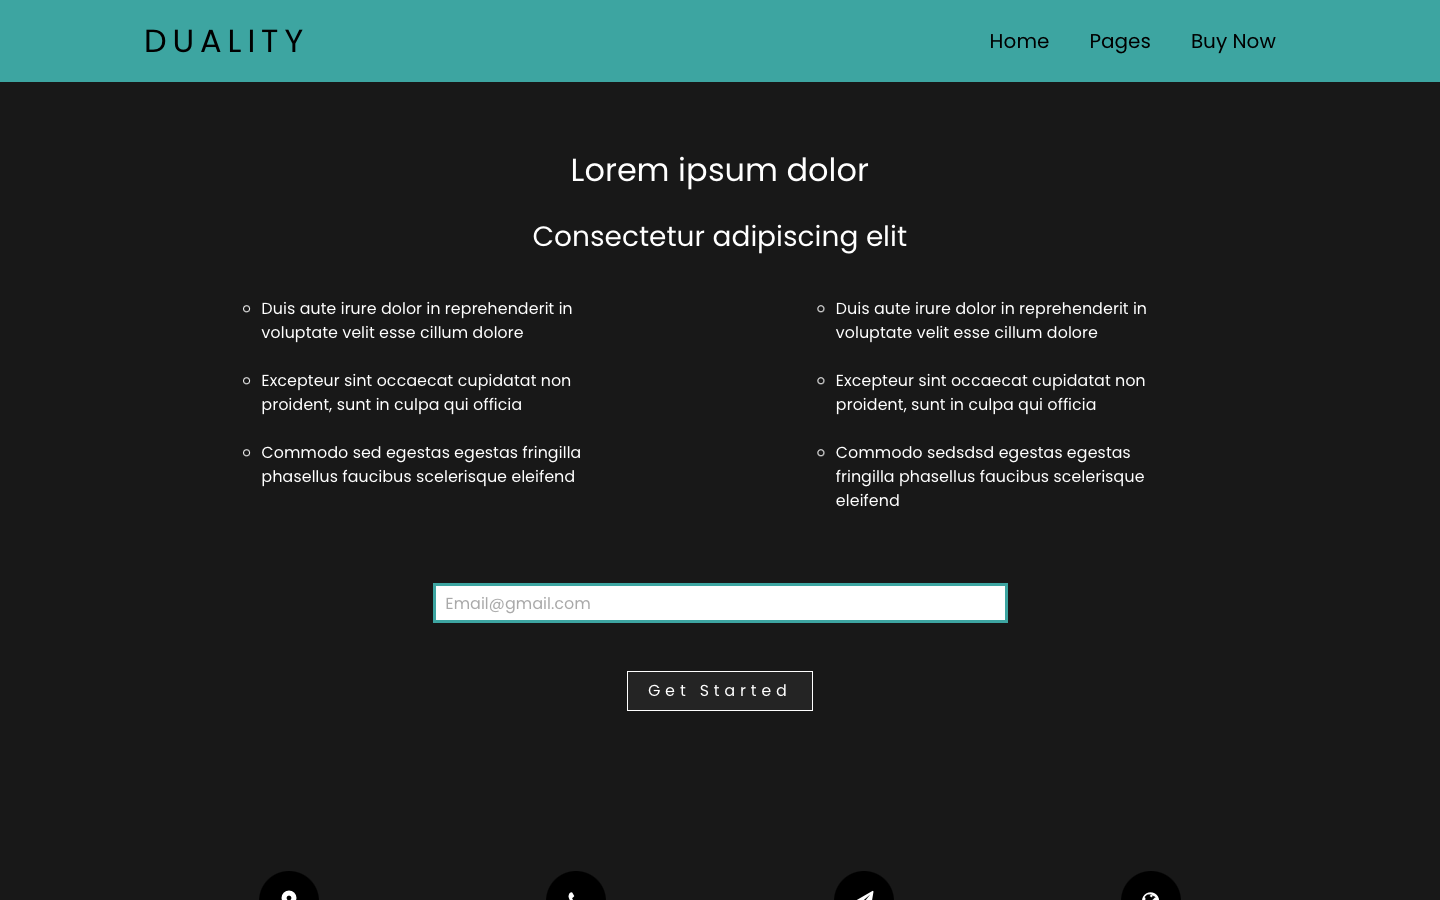 DUALITY
Home Pages Buy Now
Lorem ipsum dolor
Consectetur adipiscing elit
Duis aute irure dolor in reprehenderit in
voluptate velit esse cillum dolore
Excepteur sint occaecat cupidatat non
proident, sunt in culpa qui officia
Commodo sed egestas egestas fringilla
phasellus faucibus scelerisque eleifend
Duis aute irure dolor in reprehenderit in
voluptate velit esse cillum dolore
Excepteur sint occaecat cupidatat non
proident, sunt in culpa qui officia
Commodo sedsdsd egestas egestas
fringilla phasellus faucibus scelerisque
eleifend
Email@gmail.com
Get Started